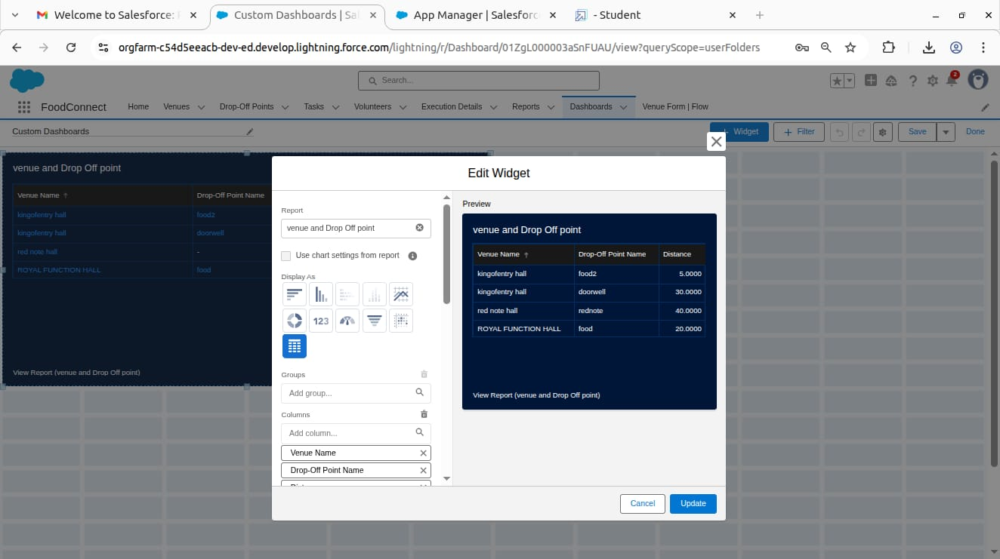 Welcome to Salesforce:
Custom Dashboards | Sa
App Manager | Salesforc
- Student
orgfarm-c54d5eeacb-dev-ed.develop.lightning.force.com/lightning/r/Dashboard/01ZgL000003aSnFUAU/view?queryScope=userFolders
Search...
2
FoodConnect
Home
Venues
Drop-Off Points
Tasks
Volunteers
Execution Details
Reports
Dashboards
Venue Form | Flow
Custom Dashboards
+ Widget
+ Filter
Save
Done
venue and Drop Off point
Venue Name ↑ Drop-Off Point Name
kingofentry hall food2
kingofentry hall doorwell
red note hall -
ROYAL FUNCTION HALL food
View Report (venue and Drop Off point)
Edit Widget
Report
venue and Drop Off point
Use chart settings from report
Display As
123
Groups
Add group...
Columns
Add column...
Venue Name
Drop-Off Point Name
Preview
venue and Drop Off point
Venue Name ↑ Drop-Off Point Name Distance
kingofentry hall food2 5.0000
kingofentry hall doorwell 30.0000
red note hall rednote 40.0000
ROYAL FUNCTION HALL food 20.0000
View Report (venue and Drop Off point)
Cancel
Update